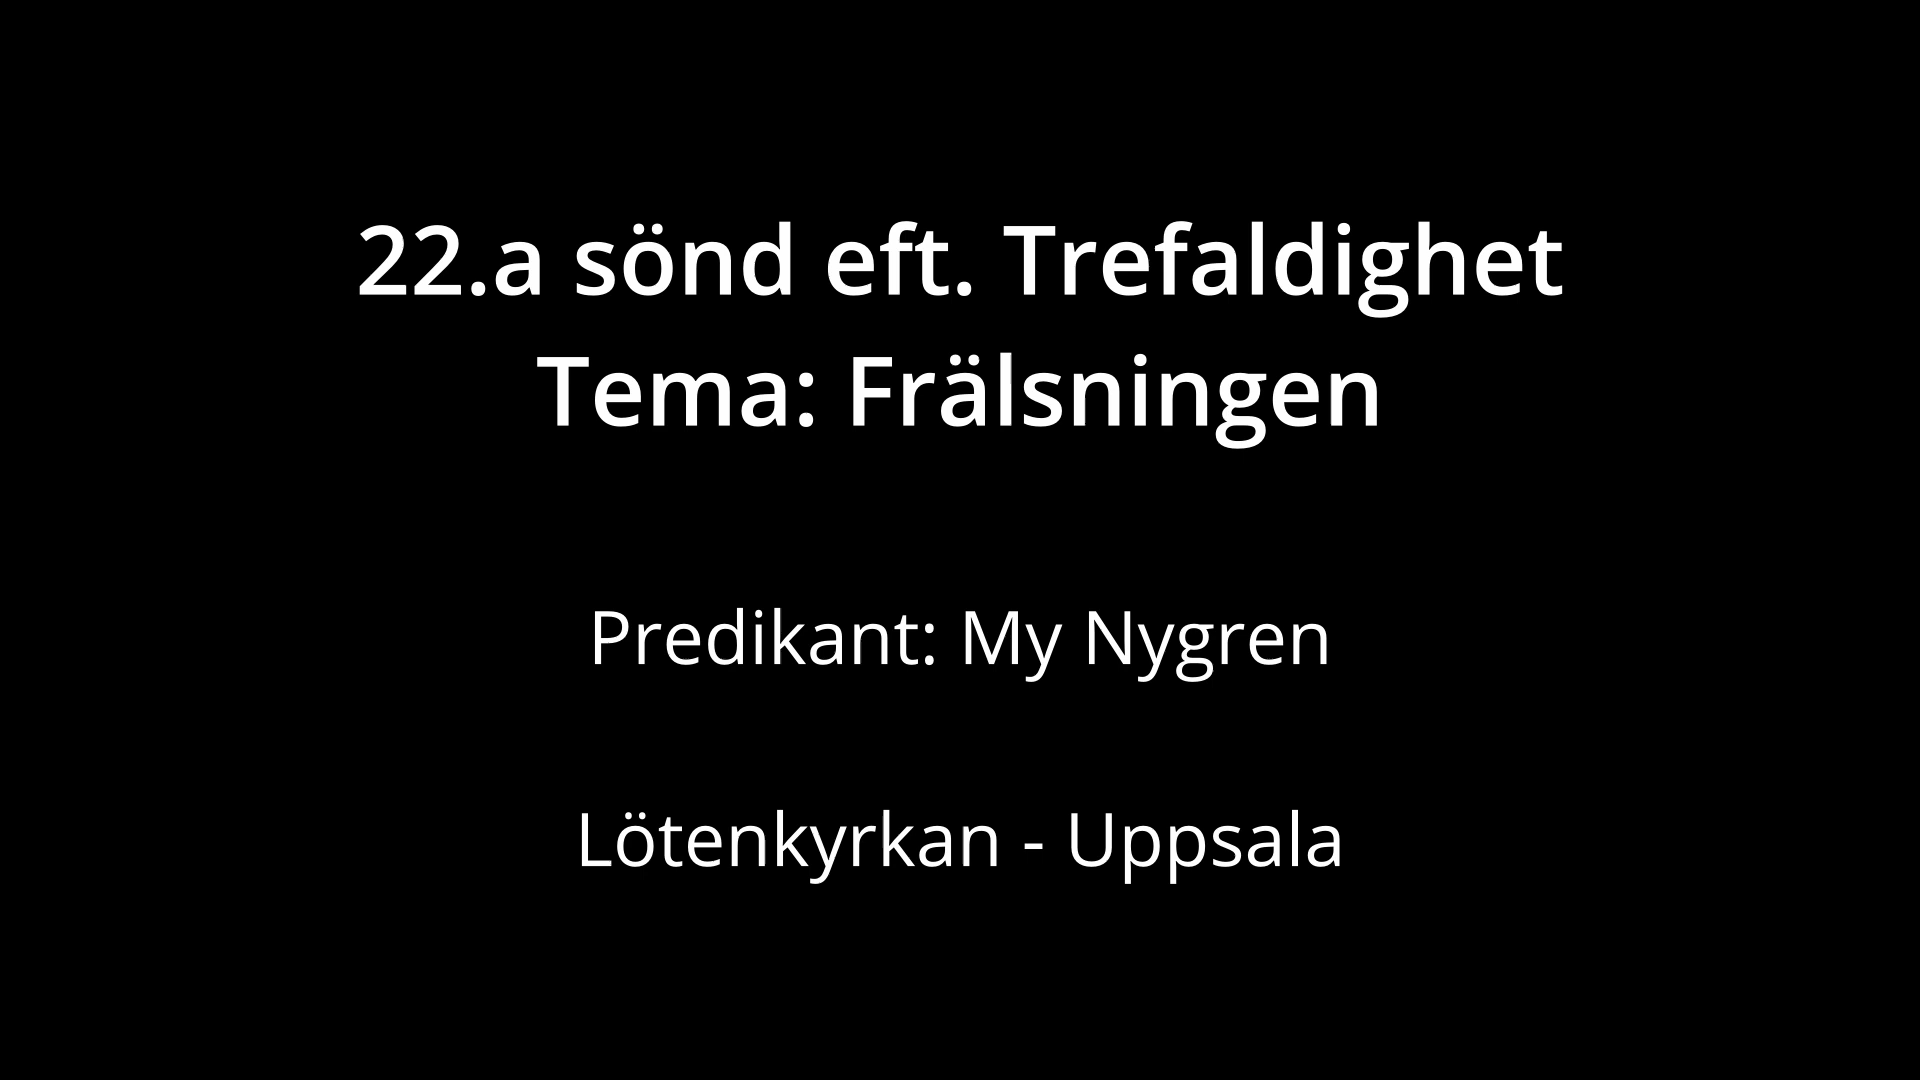 22.a sönd eft. Trefaldighet
Tema: Frälsningen
Predikant: My Nygren
Lötenkyrkan - Uppsala